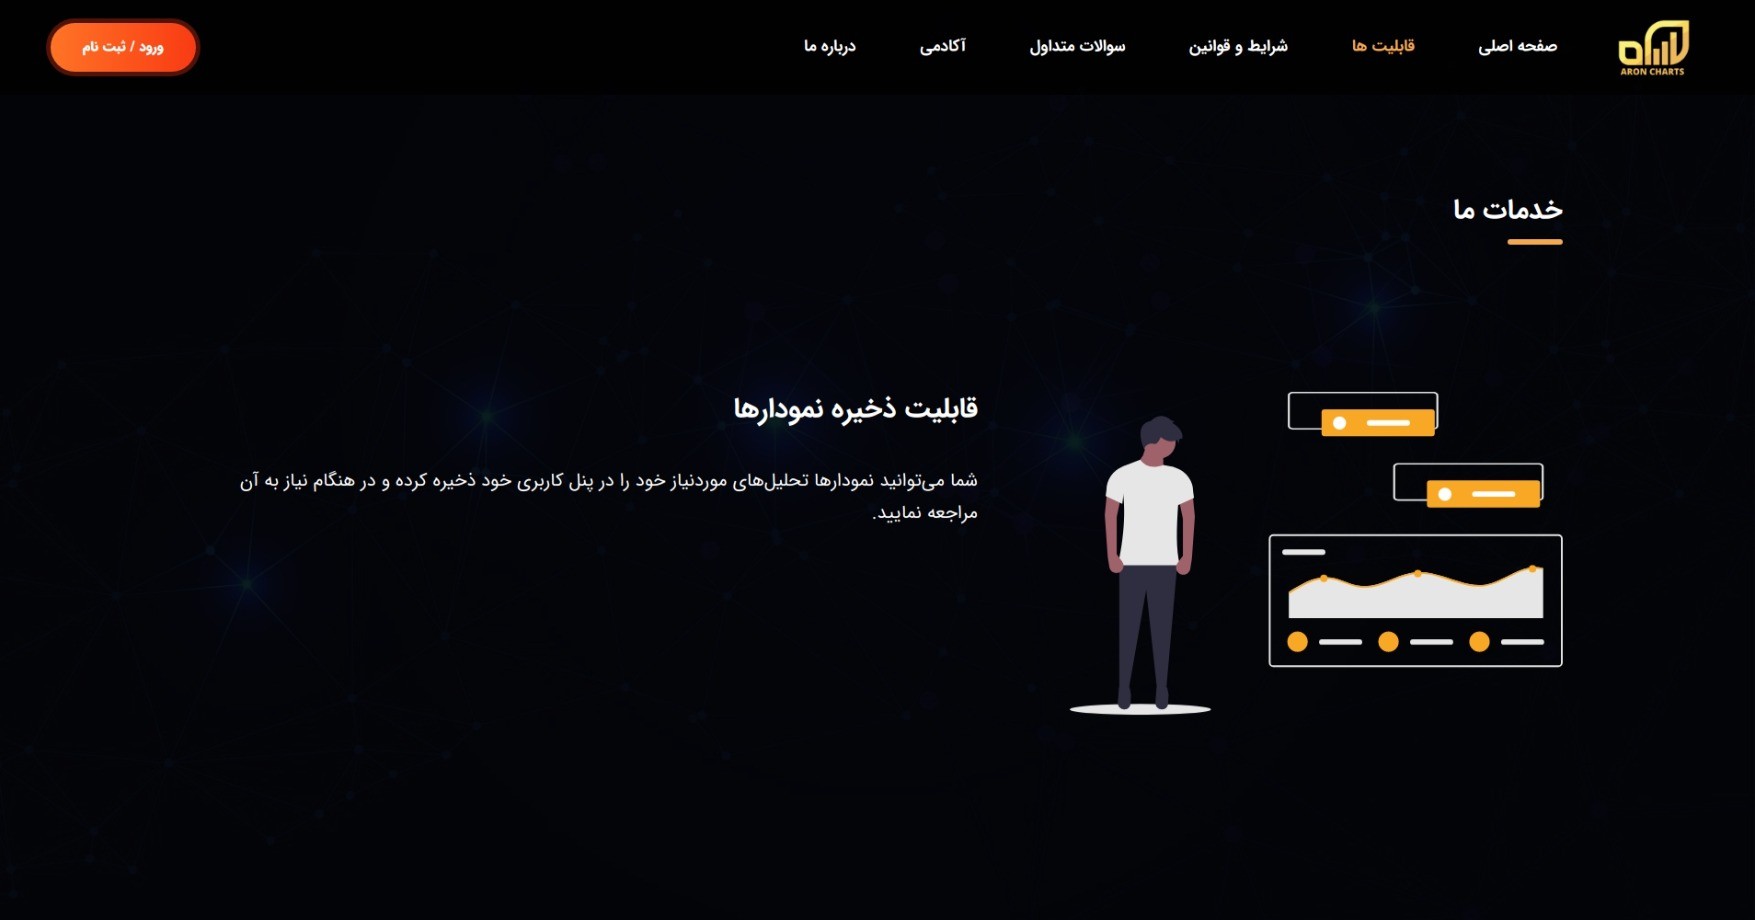 ARON CHARTS
صفحه اصلی
قابلیت ها
شرایط و قوانین
سوالات متداول
آکادمی
درباره ما
ورود / ثبت نام
خدمات ما
قابلیت ذخیره نمودارها
شما می‌توانید نمودارها تحلیل‌های موردنیاز خود را در پنل کاربری خود ذخیره کرده و در هنگام نیاز به آن
مراجعه نمایید.